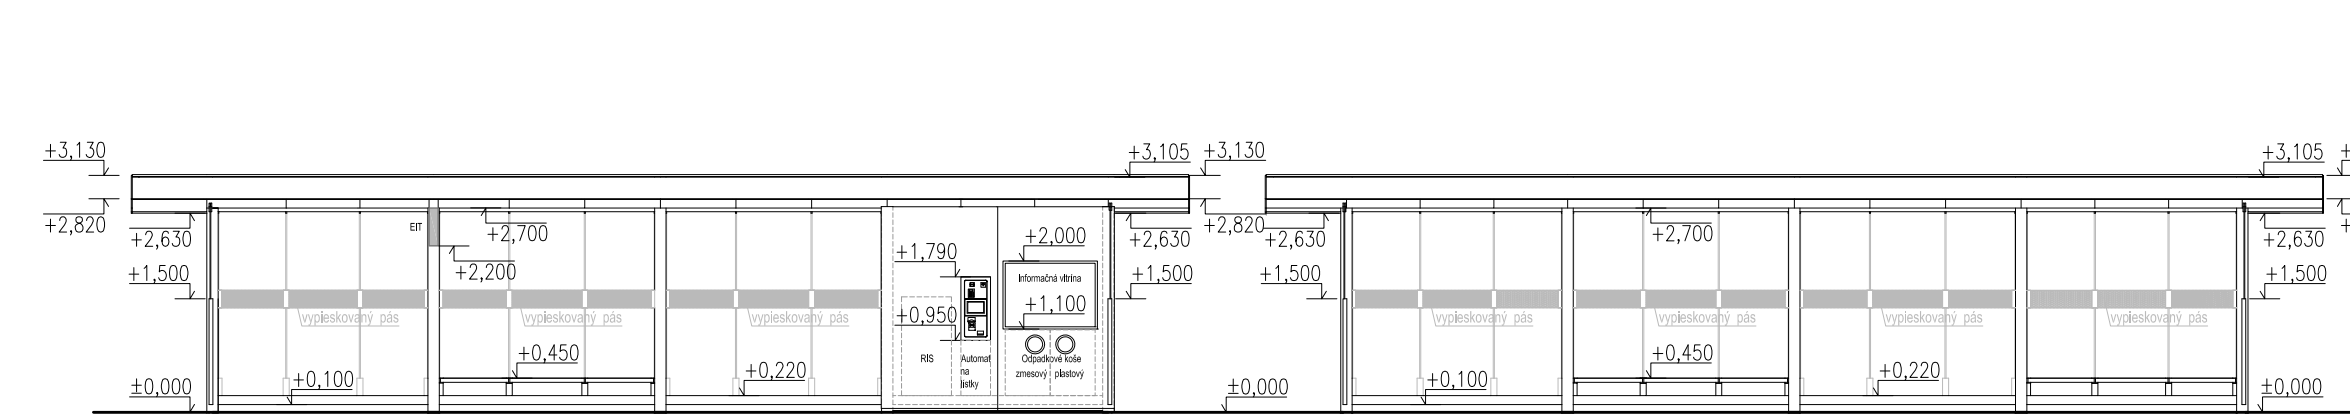 +3,130
+2,820
+2,630
+1,500
±0,000
EIT
+2,700
+2,200
vypieskovaný pás
vypieskovaný pás
vypieskovaný pás
+0,100
+0,450
+0,220
+1,790
+0,950
RIS
Automat
na
lístky
+2,000
Informačná vitrína
+1,100
Odpadkové koše
zmesový plastový
+3,105
+2,630
+1,500
+3,130
+2,820
+2,630
+1,500
±0,000
+2,700
vypieskovaný pás
vypieskovaný pás
vypieskovaný pás
vypieskovaný pás
+0,100
+0,450
+0,220
+3,105
+2,630
+1,500
±0,000